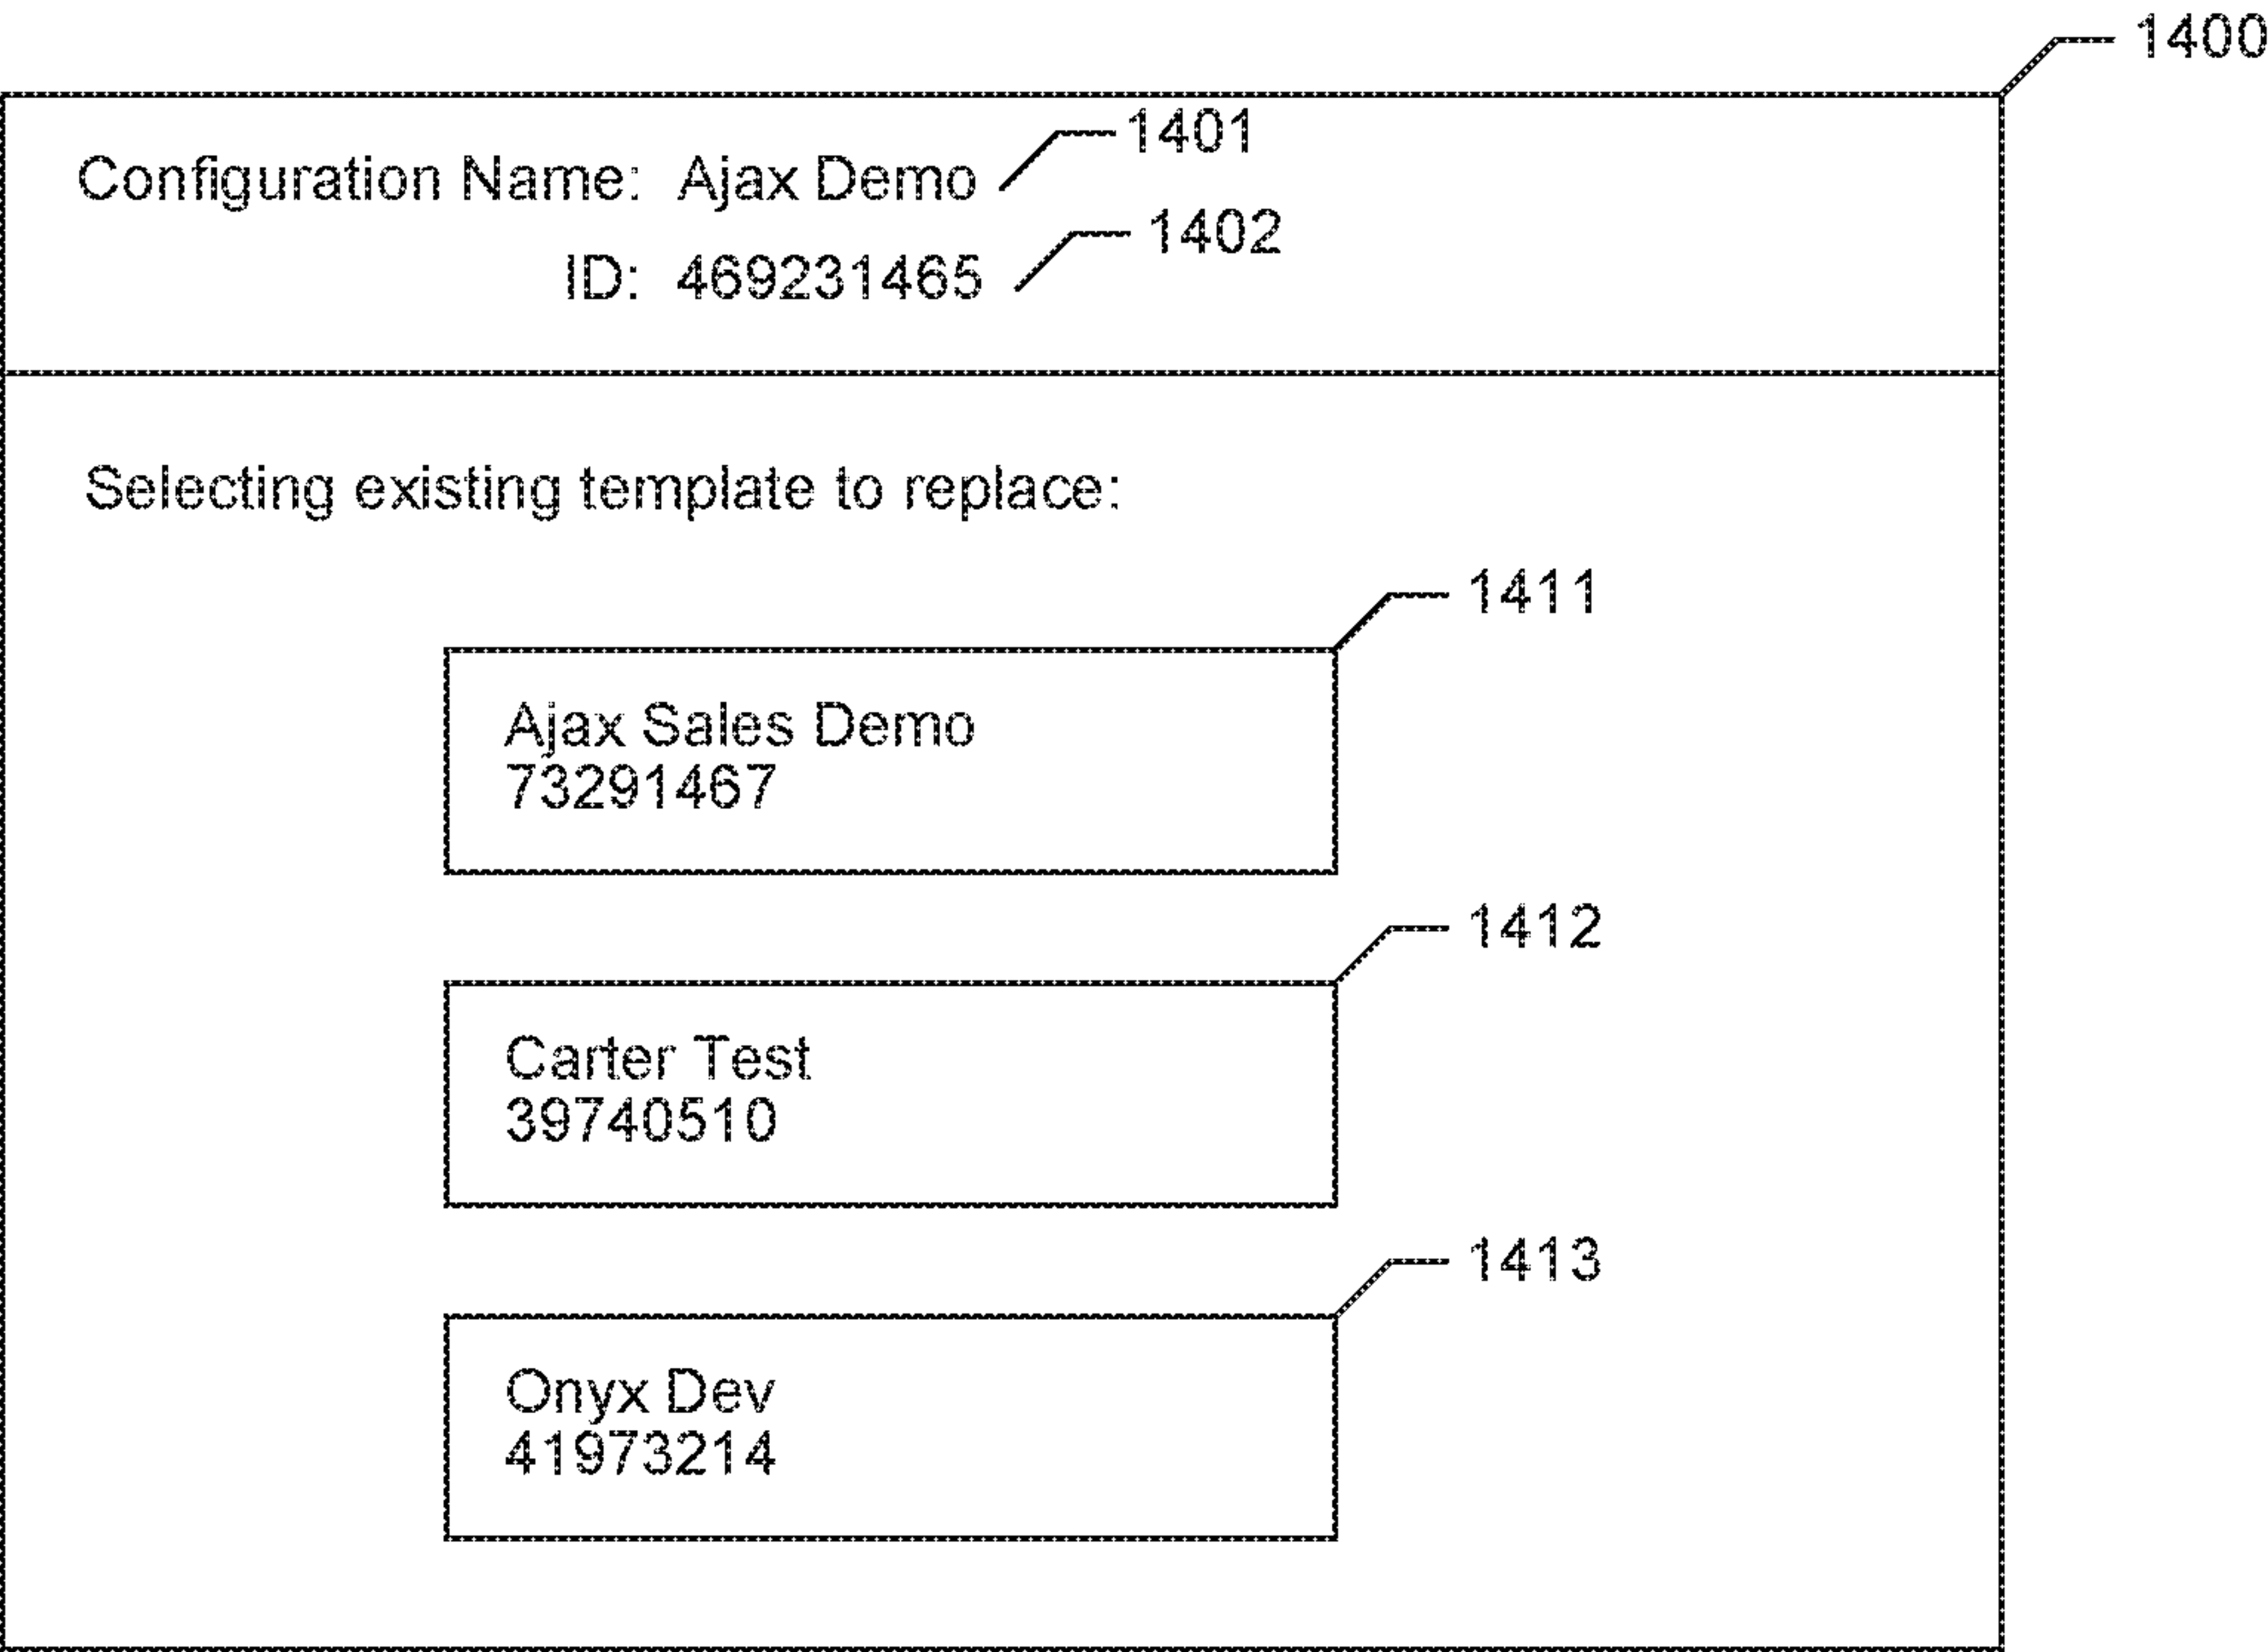 1400
Configuration Name: Ajax Demo 1401
ID: 469231465 1402
Selecting existing template to replace:
1411
Ajax Sales Demo
73291467
1412
Carter Test
39740510
1413
Onyx Dev
41973214